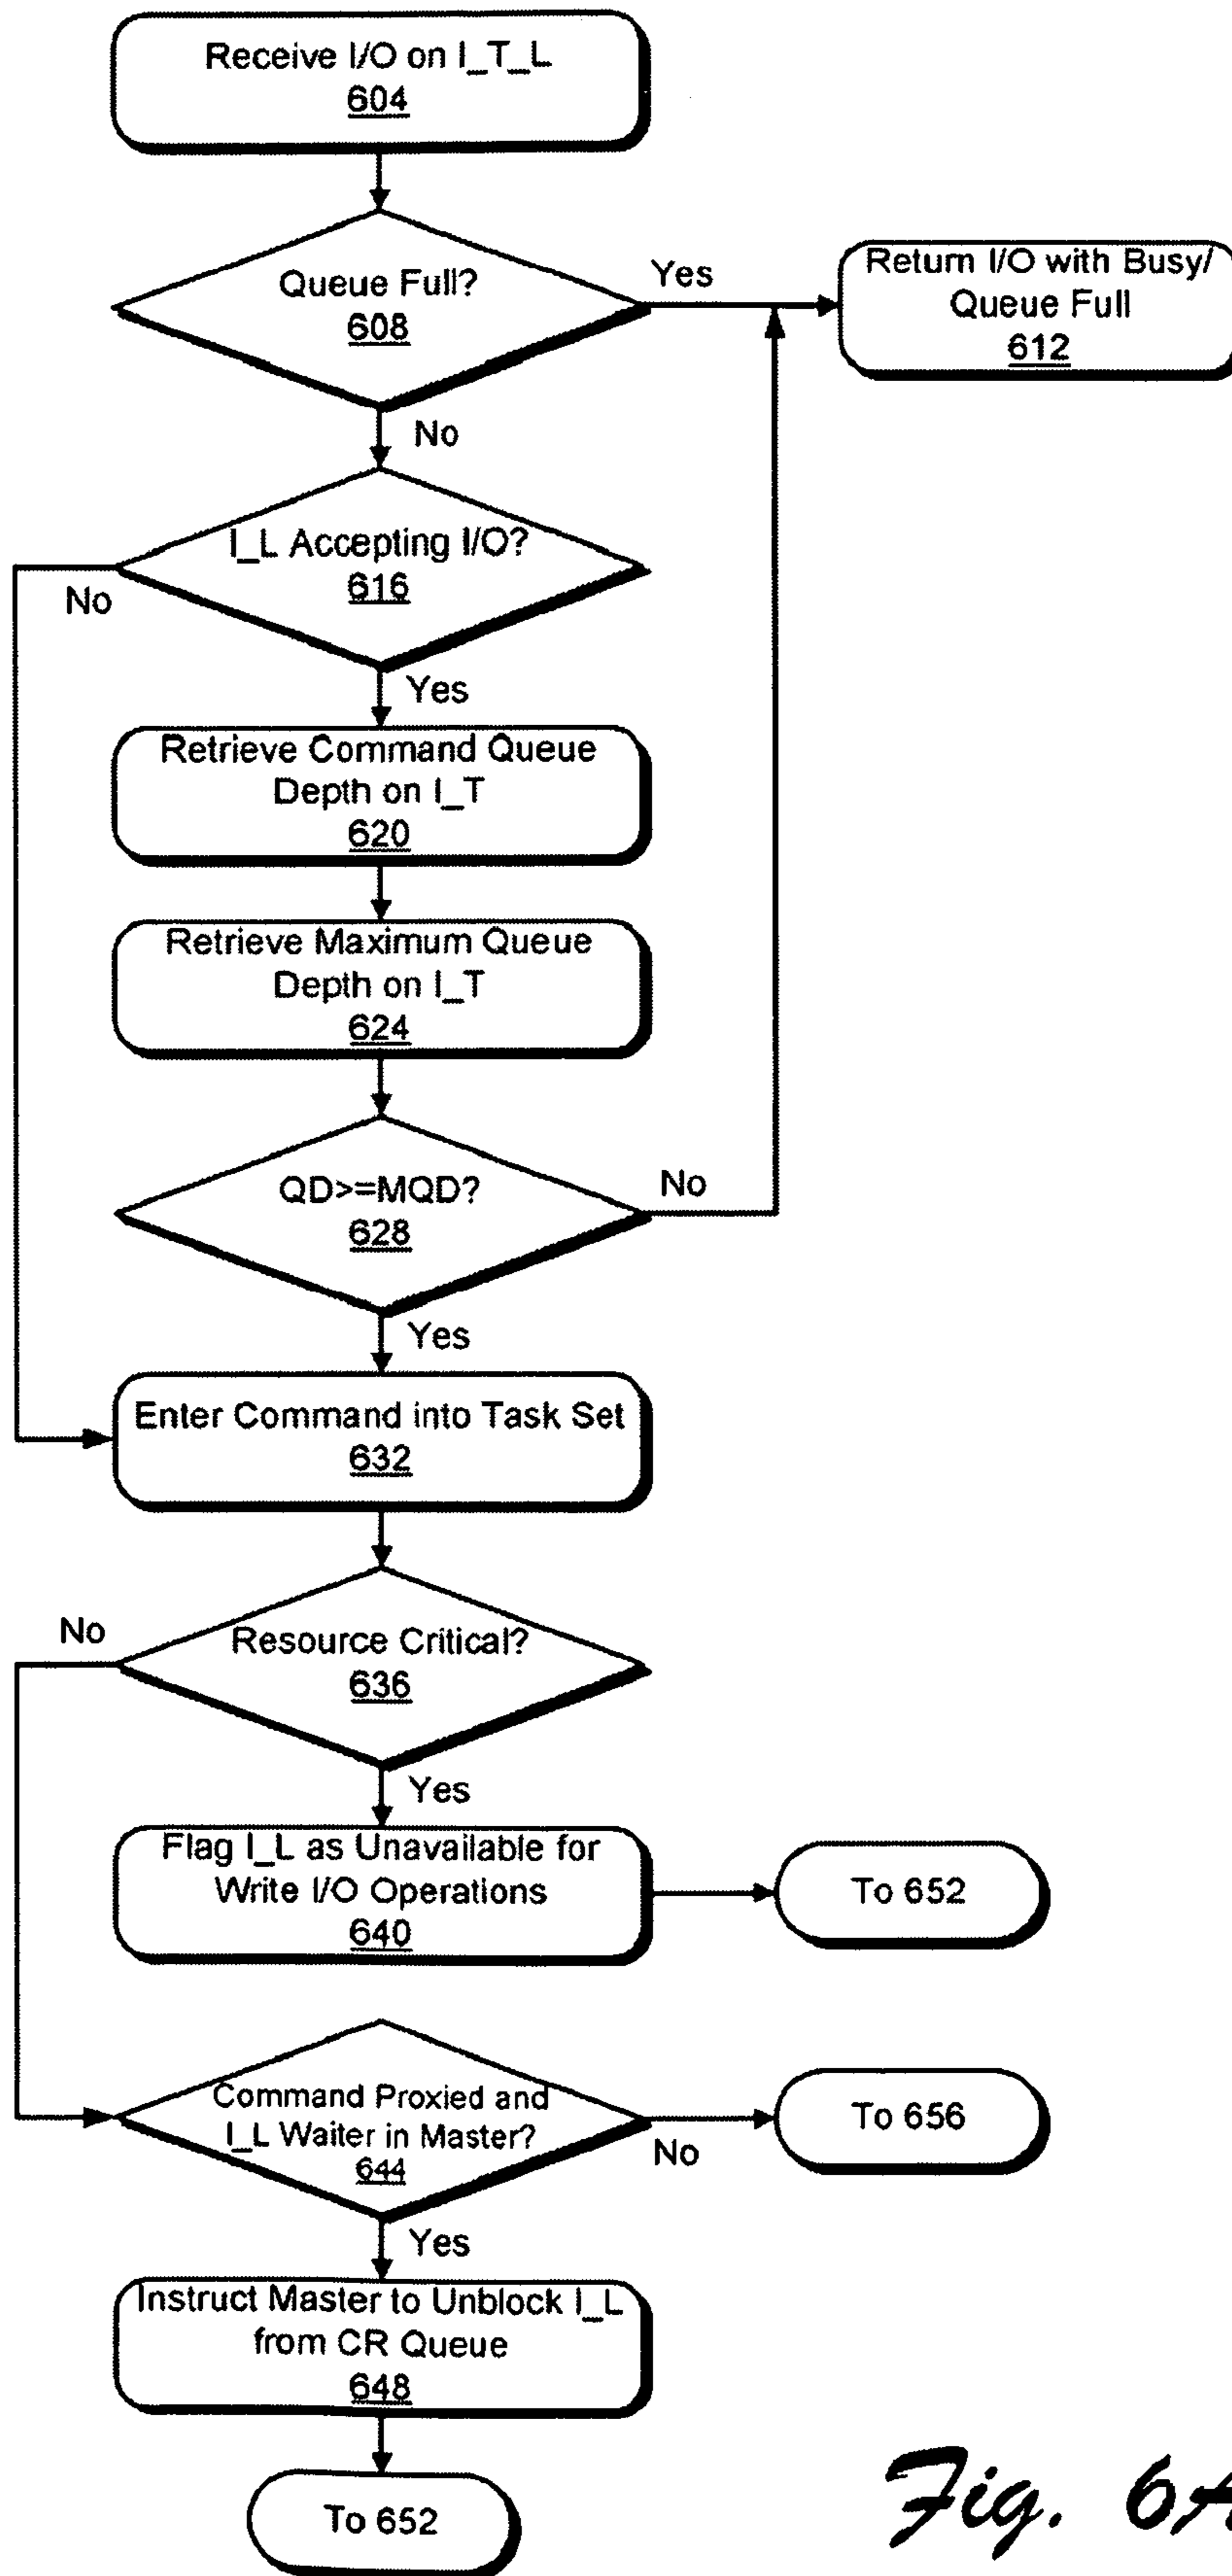 Receive I/O on I_T_L
604
Queue Full?
608
Yes
Return I/O with Busy/
Queue Full
612
No
I_L Accepting I/O?
616
No
Yes
Retrieve Command Queue
Depth on I_T
620
Retrieve Maximum Queue
Depth on I_T
624
QD>=MQD?
628
No
Yes
Enter Command into Task Set
632
No
Resource Critical?
636
Yes
Flag I_L as Unavailable for
Write I/O Operations
640
To 652
Command Proxied and
I_L Waiter in Master?
644
No
To 656
Yes
Instruct Master to Unblock I_L
from CR Queue
648
To 652
Fig. 6A